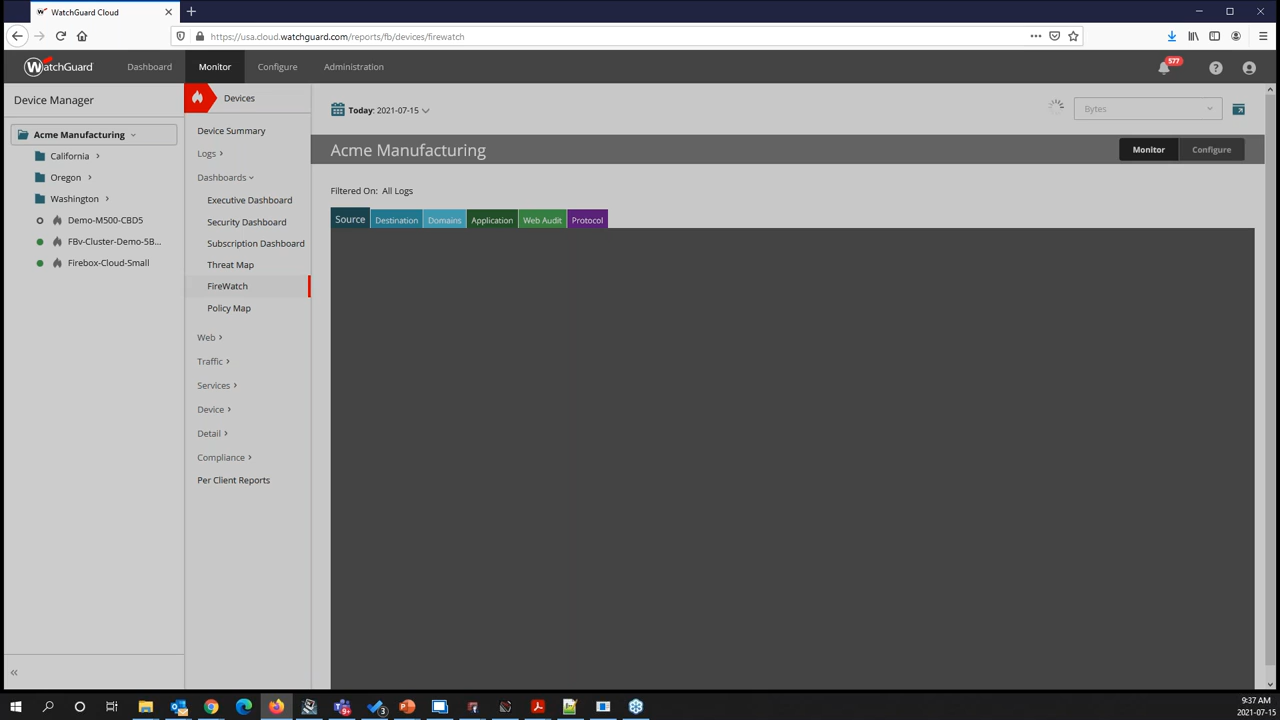 WatchGuard Cloud
https://usa.cloud.watchguard.com/reports/fb/devices/firewatch
WatchGuard
Dashboard
Monitor
Configure
Administration
577
Device Manager
Devices
Today: 2021-07-15
Bytes
Acme Manufacturing
California
Oregon
Washington
Demo-M500-CBD5
FBv-Cluster-Demo-5B...
Firebox-Cloud-Small
Device Summary
Logs
Dashboards
Executive Dashboard
Security Dashboard
Subscription Dashboard
Threat Map
FireWatch
Policy Map
Web
Traffic
Services
Device
Detail
Compliance
Per Client Reports
Acme Manufacturing
Monitor
Configure
Filtered On: All Logs
Source
Destination
Domains
Application
Web Audit
Protocol
9+
3
9:37 AM
2021-07-15